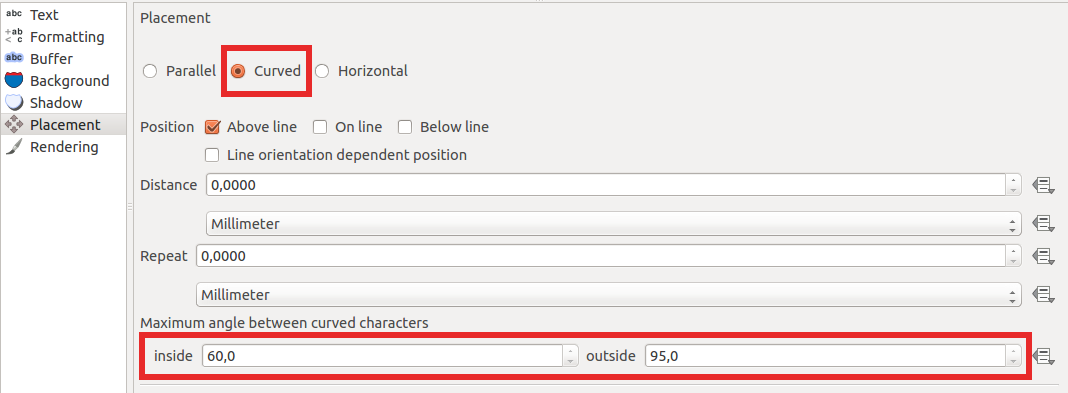 abc Text
+ab
< c Formatting
abc Buffer
Background
Shadow
Placement
Rendering
Placement
Parallel Curved Horizontal
Position Above line On line Below line
Line orientation dependent position
Distance 0,0000
Millimeter
Repeat 0,0000
Millimeter
Maximum angle between curved characters
inside 60,0 outside 95,0